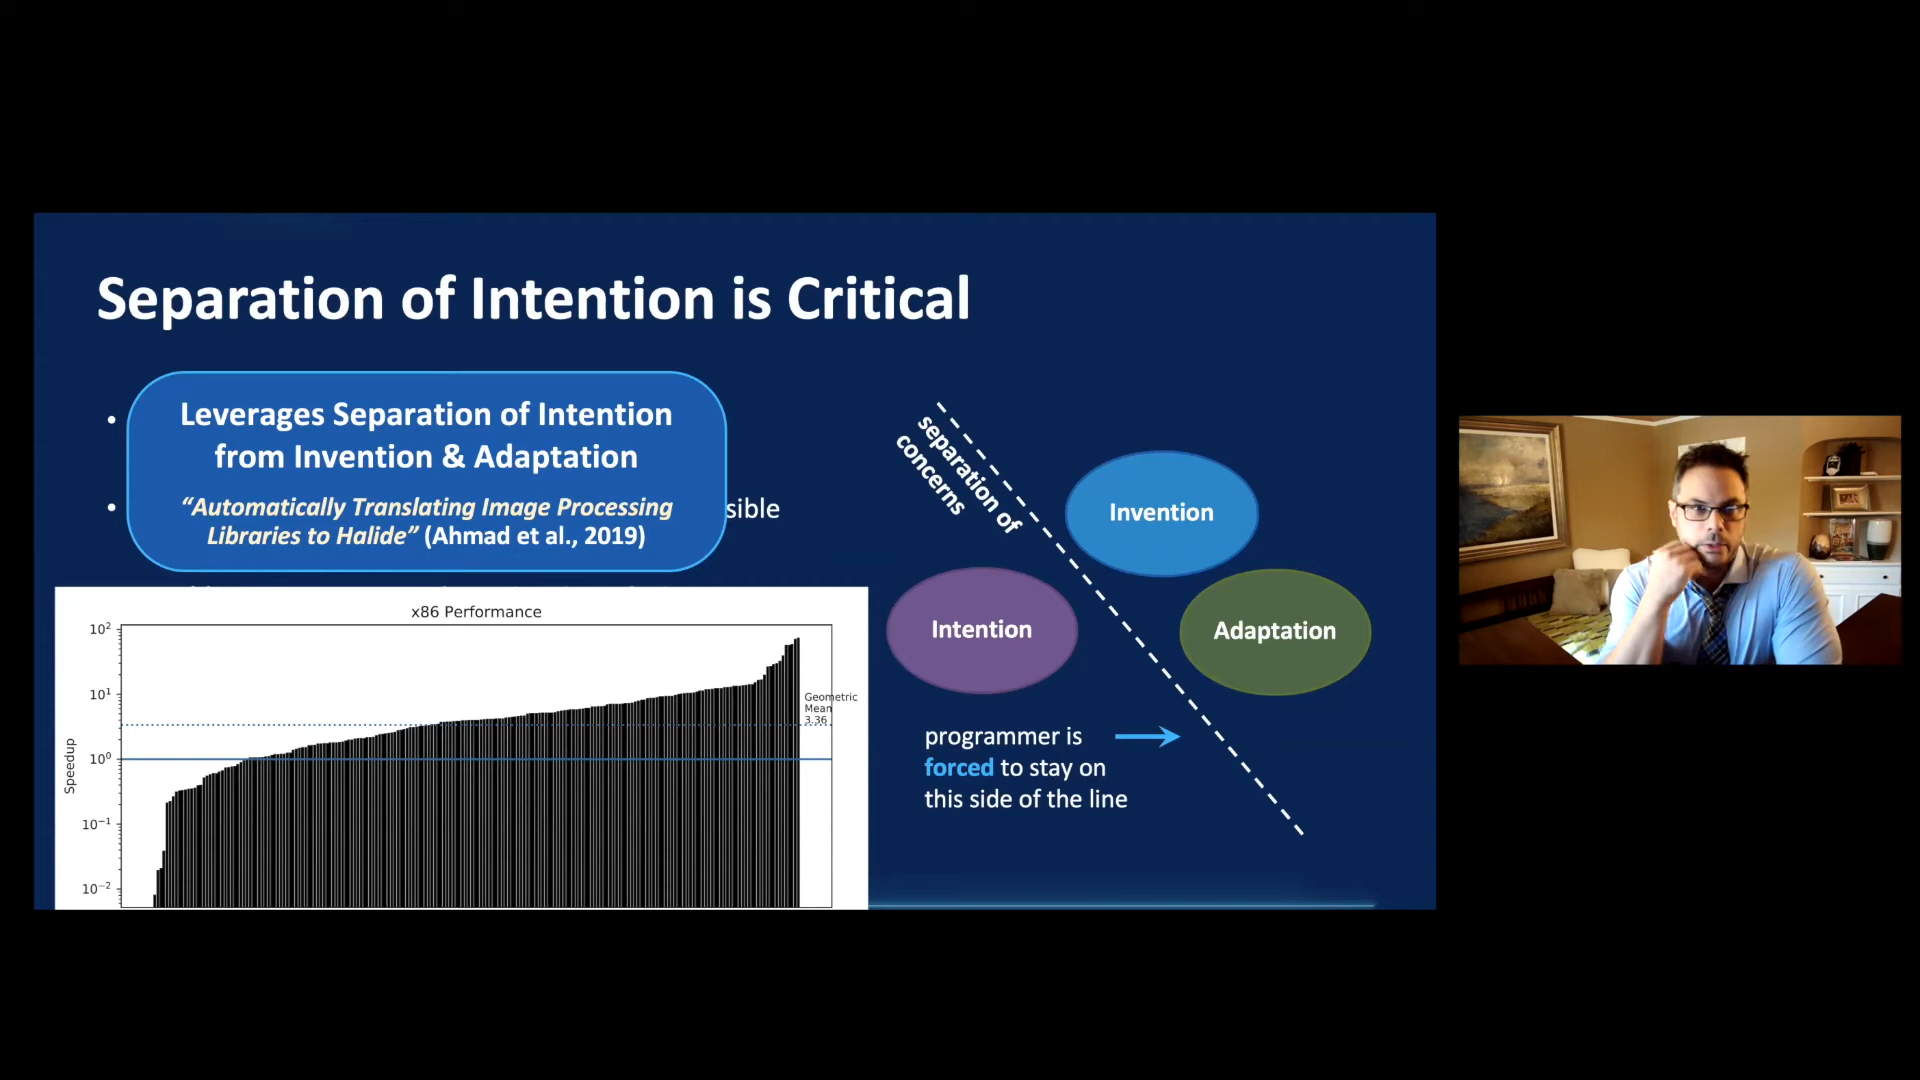 Separation of Intention is Critical
Leverages Separation of Intention
from Invention & Adaptation
“Automatically Translating Image Processing
Libraries to Halide” (Ahmad et al., 2019)
sible
separation of
concerns
Invention
Intention
Adaptation
programmer is
forced to stay on
this side of the line
x86 Performance
10²
10¹
10⁰
10⁻¹
10⁻²
Speedup
Geometric
Mean
3.36